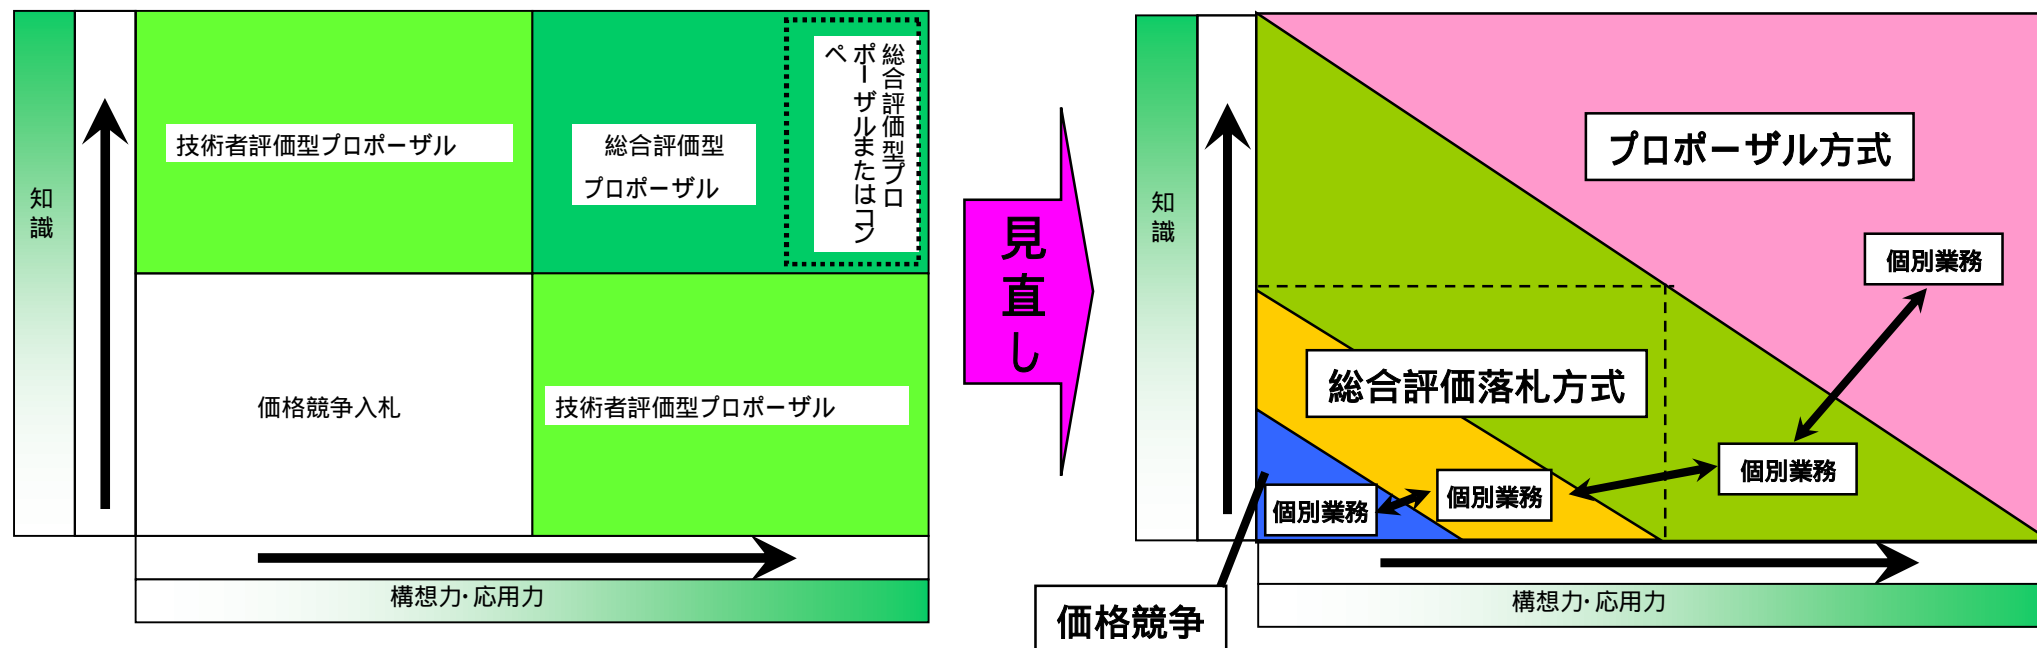 知
識
技術者評価型プロポーザル
総合評価型
プロポーザル
総合評価型プロ
ポーザルまたはコン
ペ
価格競争入札
技術者評価型プロポーザル
構想力・応用力
見
直
し
知
識
プロポーザル方式
個別業務
総合評価落札方式
個別業務
個別業務
個別業務
価格競争
構想力・応用力